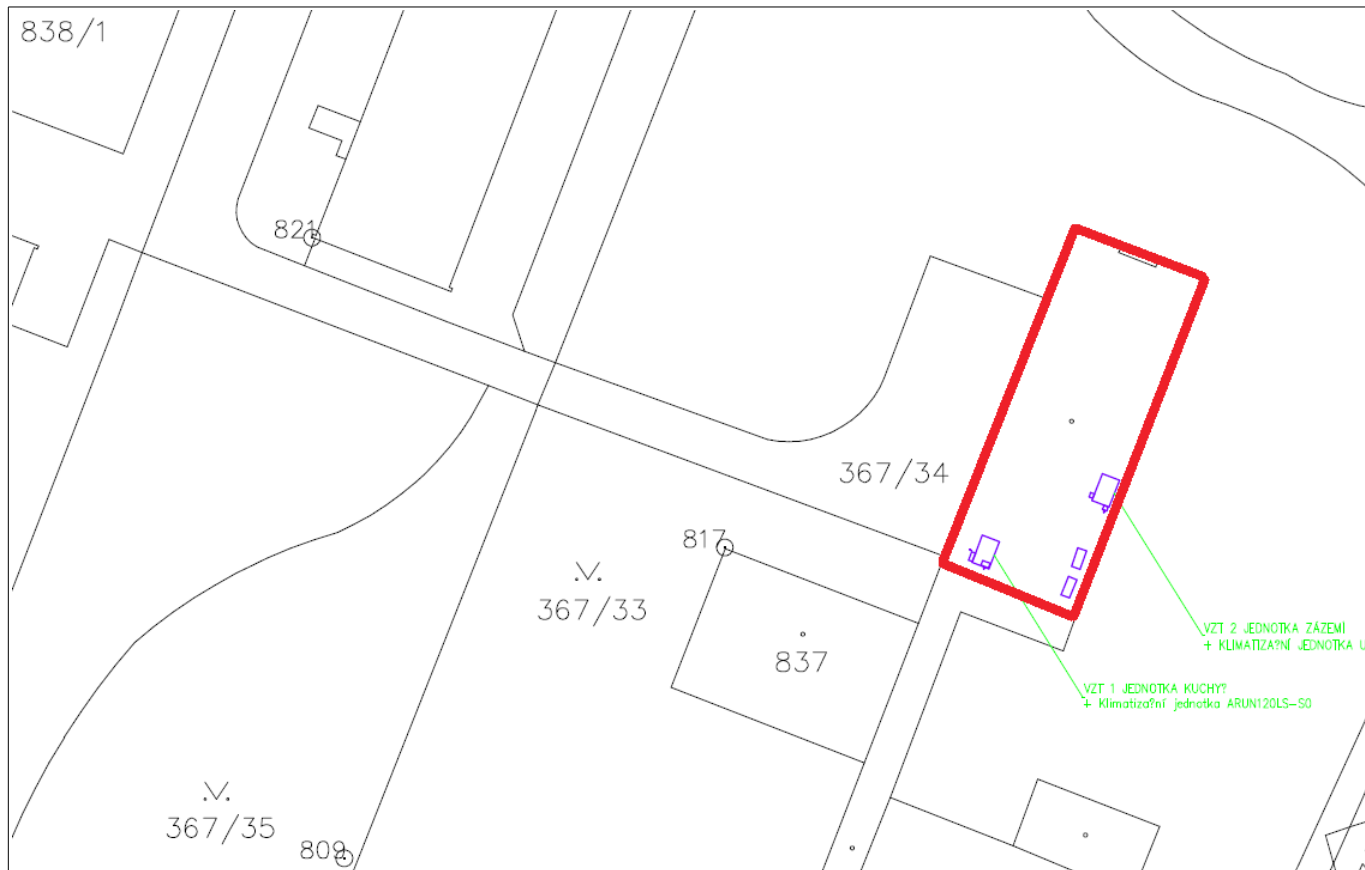 838/1
821
367/34
817
367/33
837
VZT 2 JEDNOTKA ZÁZEMÍ
+ KLIMATIZA?NÍ JEDNOTKA U
VZT 1 JEDNOTKA KUCHY?
+ Klimatiza?ní jednotka ARUN120LS-S0
367/35
809